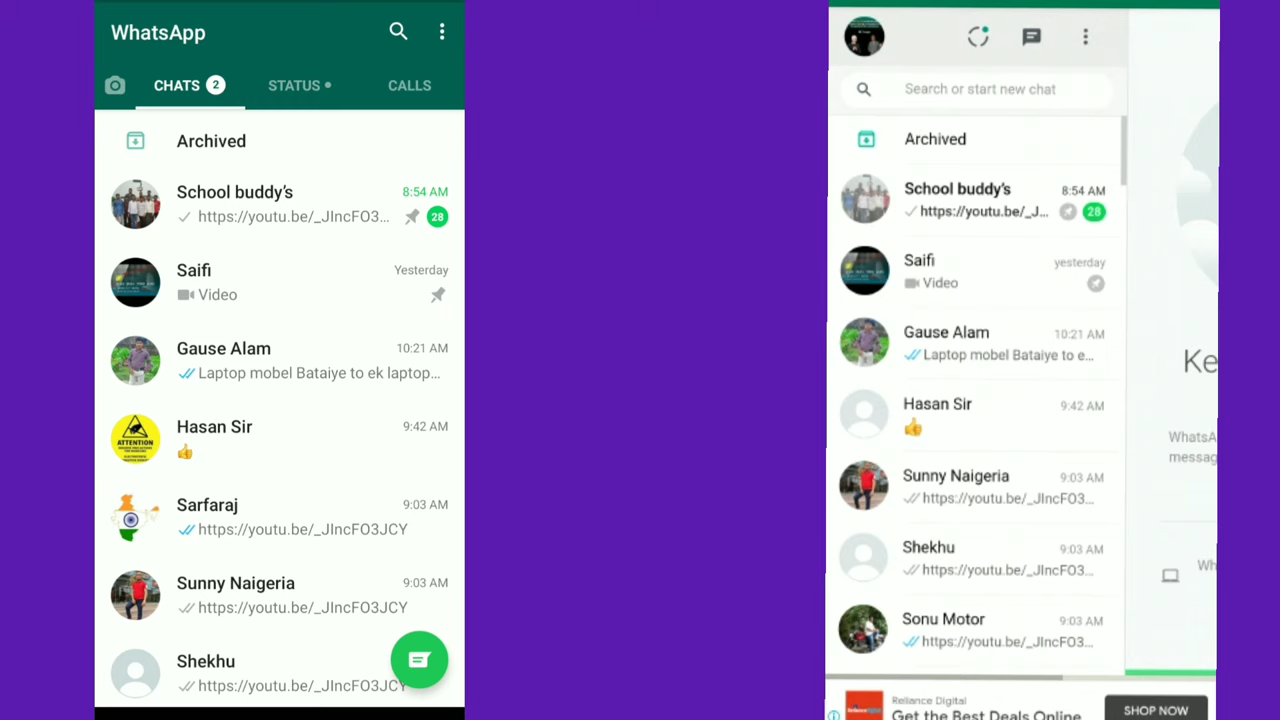 WhatsApp
CHATS 2 STATUS CALLS
Archived
School buddy's 8:54 AM
https://youtu.be/_JIncFO3... 28
Saifi Yesterday
Video
Gause Alam 10:21 AM
Laptop mobel Bataiye to ek laptop...
ATTENTION
Hasan Sir 9:42 AM
👍
Sarfaraj 9:03 AM
https://youtu.be/_JIncFO3JCY
Sunny Naigeria 9:03 AM
https://youtu.be/_JIncFO3JCY
Shekhu
https://youtu.be/_JIncFO3JCY
Search or start new chat
Archived
School buddy's 8:54 AM
https://youtu.be/_J... 28
Saifi yesterday
Video
Gause Alam 10:21 AM
Laptop mobel Bataiye to e...
Hasan Sir 9:42 AM
👍
Sunny Naigeria 9:03 AM
https://youtu.be/_JIncFO3...
Shekhu 9:03 AM
https://youtu.be/_JIncFO3...
Sonu Motor 9:03 AM
https://youtu.be/_JIncFO3...
Ke
WhatsA
messag
Wh
Reliance Digital
Get the Best Deals Online
SHOP NOW